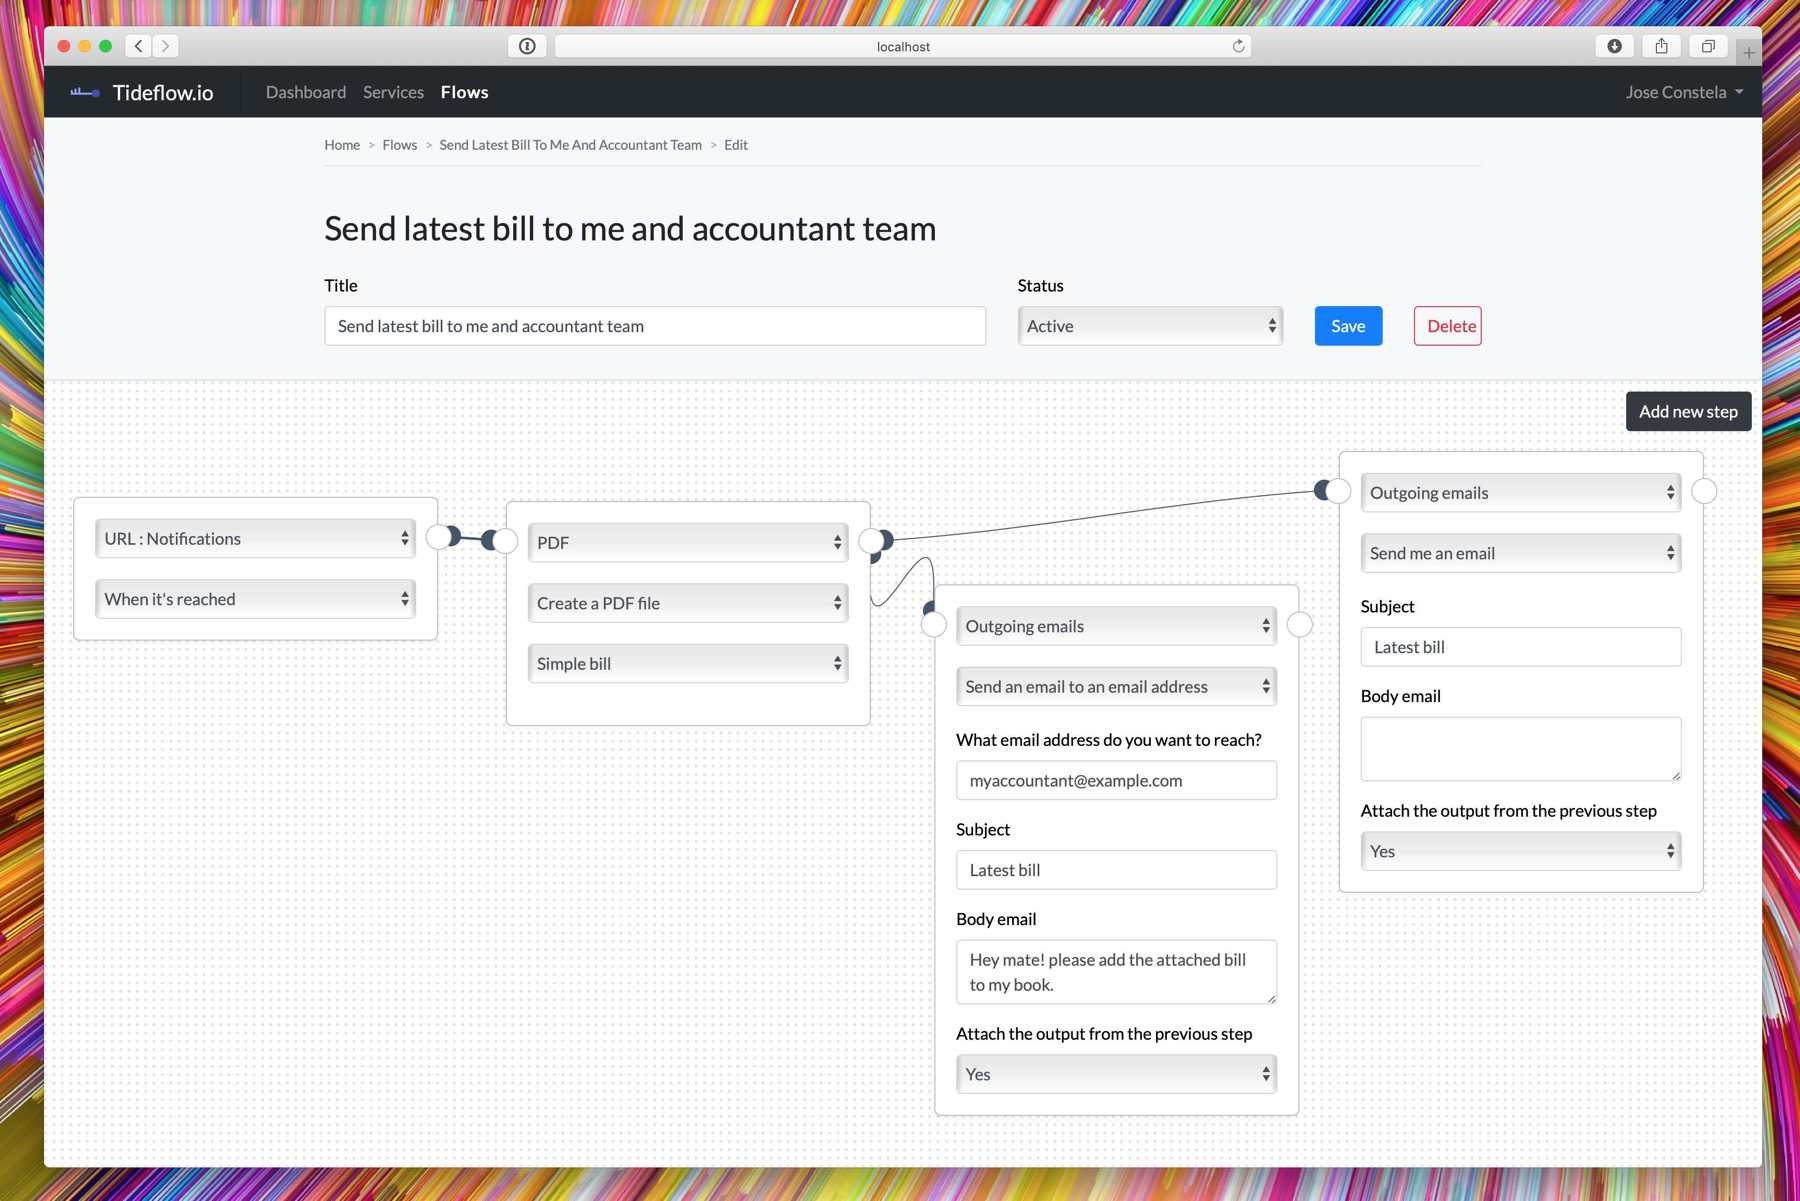 localhost
Tideflow.io
Dashboard Services Flows
Jose Constela
Home > Flows > Send Latest Bill To Me And Accountant Team > Edit
Send latest bill to me and accountant team
Title
Send latest bill to me and accountant team
Status
Active
Save
Delete
Add new step
URL : Notifications
When it's reached
PDF
Create a PDF file
Simple bill
Outgoing emails
Send an email to an email address
What email address do you want to reach?
myaccountant@example.com
Subject
Latest bill
Body email
Hey mate! please add the attached bill
to my book.
Attach the output from the previous step
Yes
Outgoing emails
Send me an email
Subject
Latest bill
Body email
Attach the output from the previous step
Yes